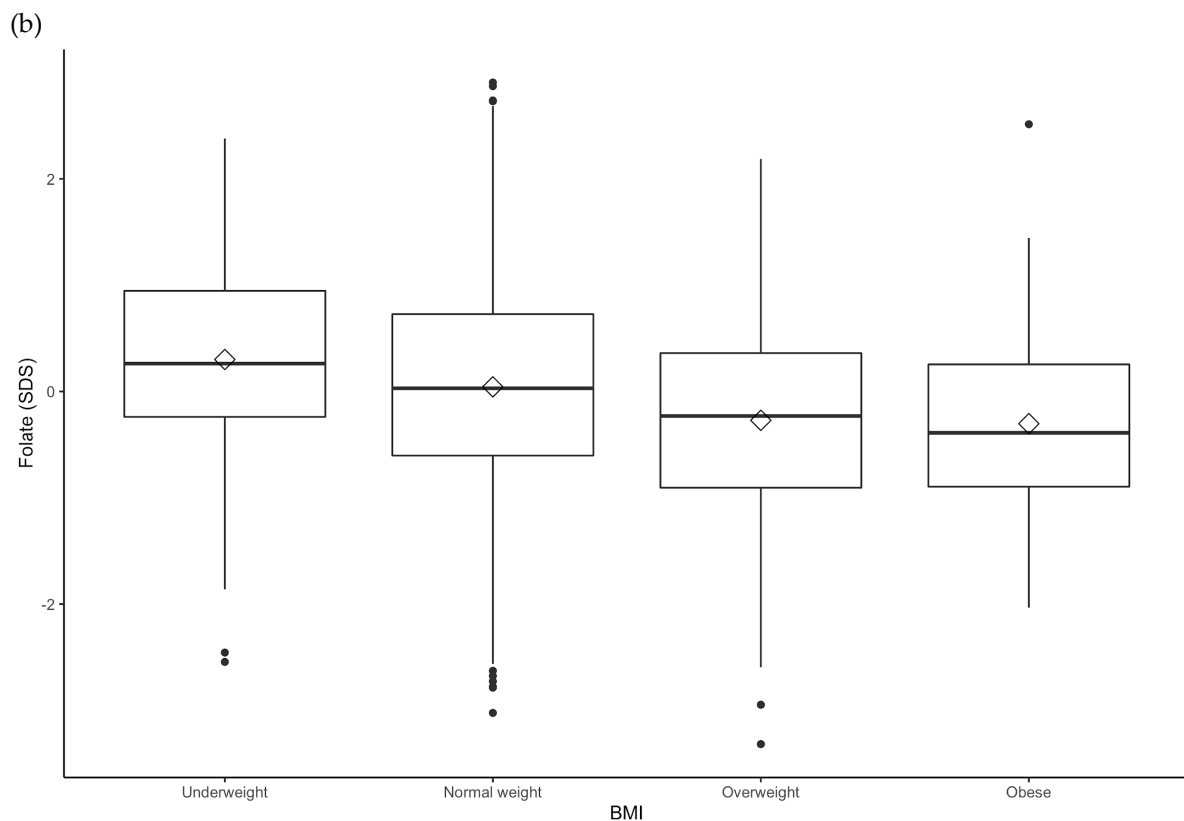 (b)
Folate (SDS)
2
0
-2
Underweight
Normal weight
Overweight
Obese
BMI